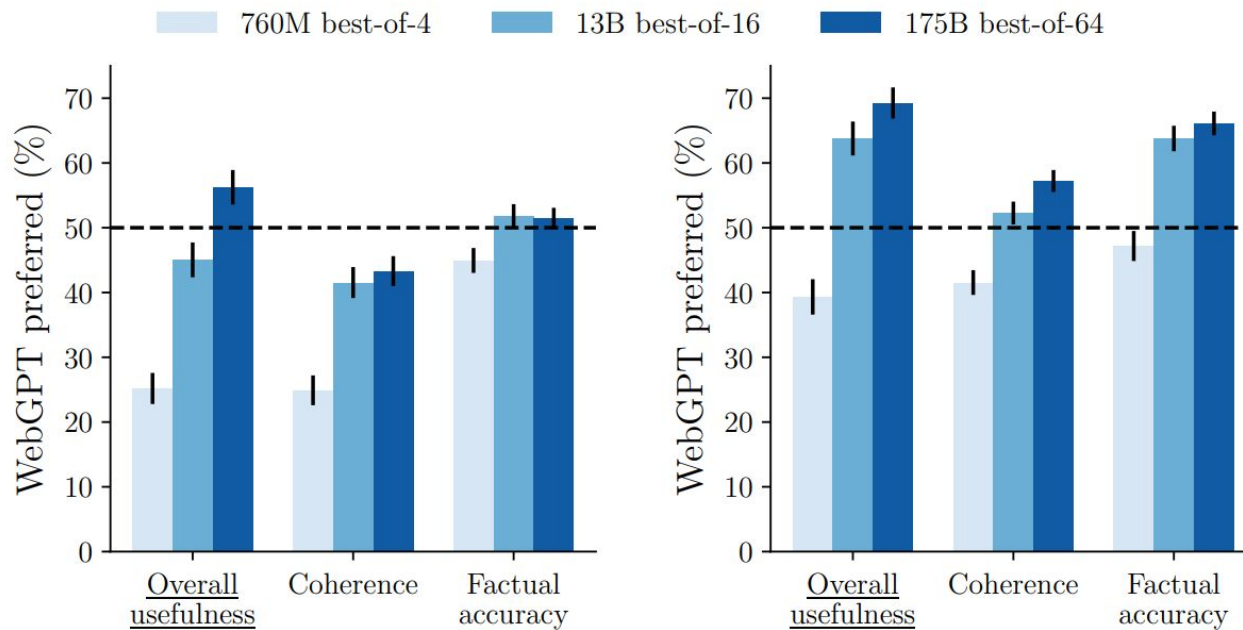 760M best-of-4 13B best-of-16 175B best-of-64
WebGPT preferred (%)
70
60
50
40
30
20
10
0
Overall
usefulness
Coherence
Factual
accuracy
WebGPT preferred (%)
70
60
50
40
30
20
10
0
Overall
usefulness
Coherence
Factual
accuracy